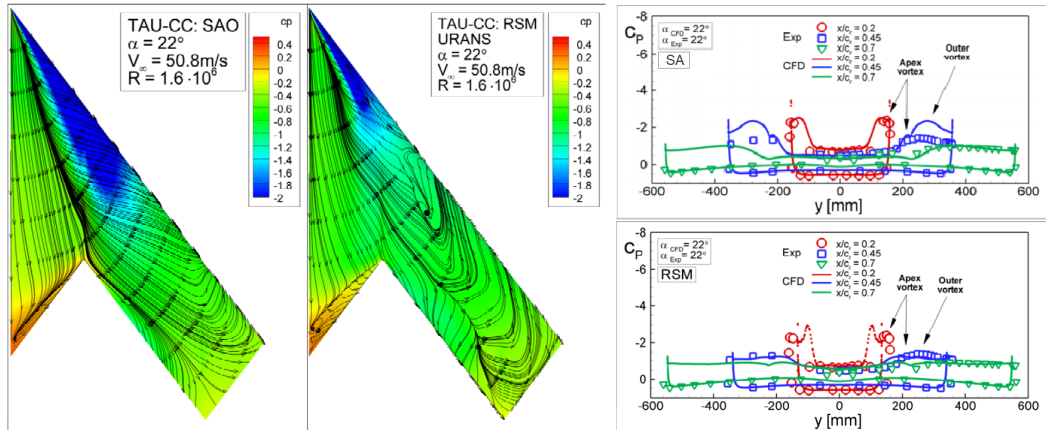 TAU-CC: SAO
α = 22°
V∞ = 50.8m/s
R = 1.6 ·10⁶
cp
0.4
0.2
0
-0.2
-0.4
-0.6
-0.8
-1
-1.2
-1.4
-1.6
-1.8
-2
TAU-CC: RSM
URANS
α = 22°
V∞ = 50.8m/s
R = 1.6 ·10⁶
cp
0.4
0.2
0
-0.2
-0.4
-0.6
-0.8
-1
-1.2
-1.4
-1.6
-1.8
-2
-8
CP
-6
-4
-2
0
α CFD = 22°
α Exp = 22°
SA
Exp
x/cr = 0.2
x/cr = 0.45
x/cr = 0.7
CFD
x/cr = 0.2
x/cr = 0.45
x/cr = 0.7
Apex
vortex
Outer
vortex
-600 -400 -200 0 200 400 600
y [mm]
-8
CP
-6
-4
-2
0
α CFD = 22°
α Exp = 22°
RSM
Exp
x/cr = 0.2
x/cr = 0.45
x/cr = 0.7
CFD
x/cr = 0.2
x/cr = 0.45
x/cr = 0.7
Apex
vortex
Outer
vortex
-600 -400 -200 0 200 400 600
y [mm]